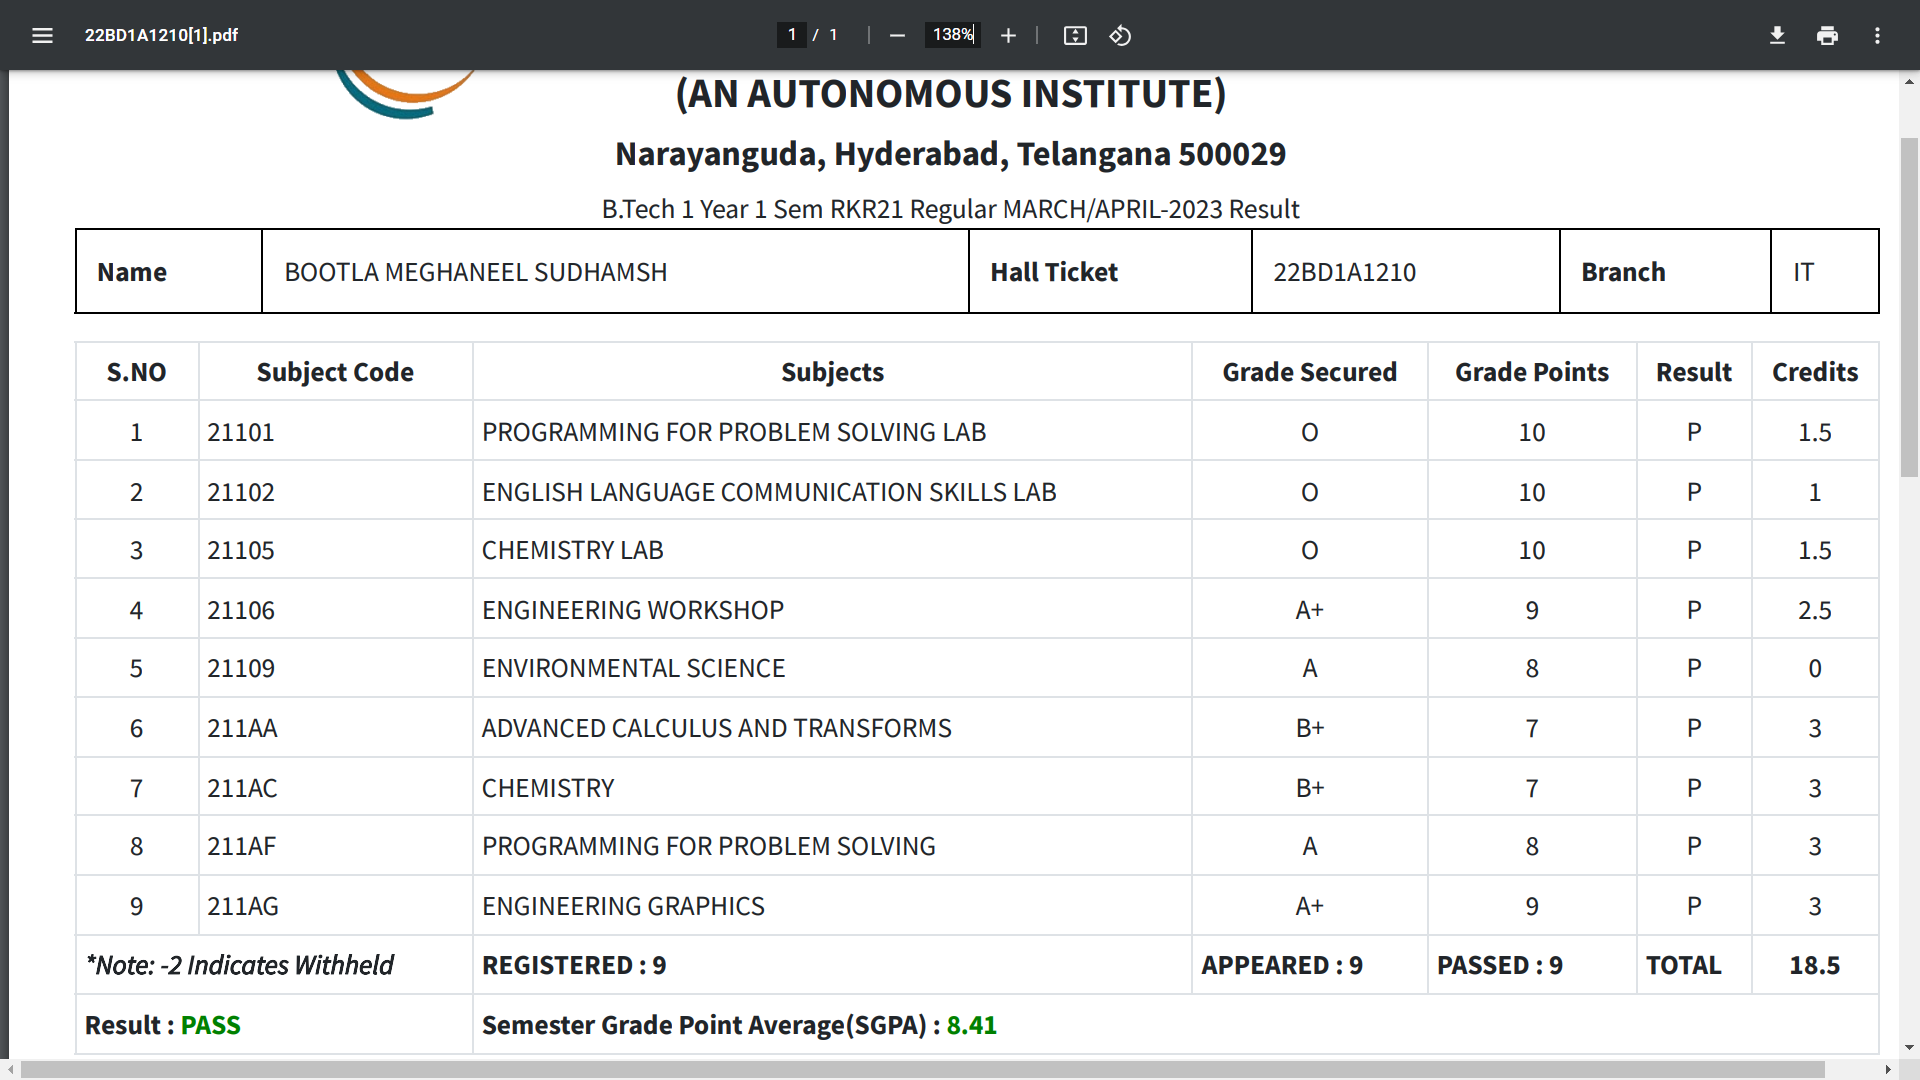 22BD1A1210[1].pdf
1 / 1
138%
(AN AUTONOMOUS INSTITUTE)
Narayanguda, Hyderabad, Telangana 500029
B.Tech 1 Year 1 Sem RKR21 Regular MARCH/APRIL-2023 Result
Name BOOTLA MEGHANEEL SUDHAMSH Hall Ticket 22BD1A1210 Branch IT
S.NO Subject Code Subjects Grade Secured Grade Points Result Credits
1 21101 PROGRAMMING FOR PROBLEM SOLVING LAB O 10 P 1.5
2 21102 ENGLISH LANGUAGE COMMUNICATION SKILLS LAB O 10 P 1
3 21105 CHEMISTRY LAB O 10 P 1.5
4 21106 ENGINEERING WORKSHOP A+ 9 P 2.5
5 21109 ENVIRONMENTAL SCIENCE A 8 P 0
6 211AA ADVANCED CALCULUS AND TRANSFORMS B+ 7 P 3
7 211AC CHEMISTRY B+ 7 P 3
8 211AF PROGRAMMING FOR PROBLEM SOLVING A 8 P 3
9 211AG ENGINEERING GRAPHICS A+ 9 P 3
*Note: -2 Indicates Withheld REGISTERED : 9 APPEARED : 9 PASSED : 9 TOTAL 18.5
Result : PASS Semester Grade Point Average(SGPA) : 8.41